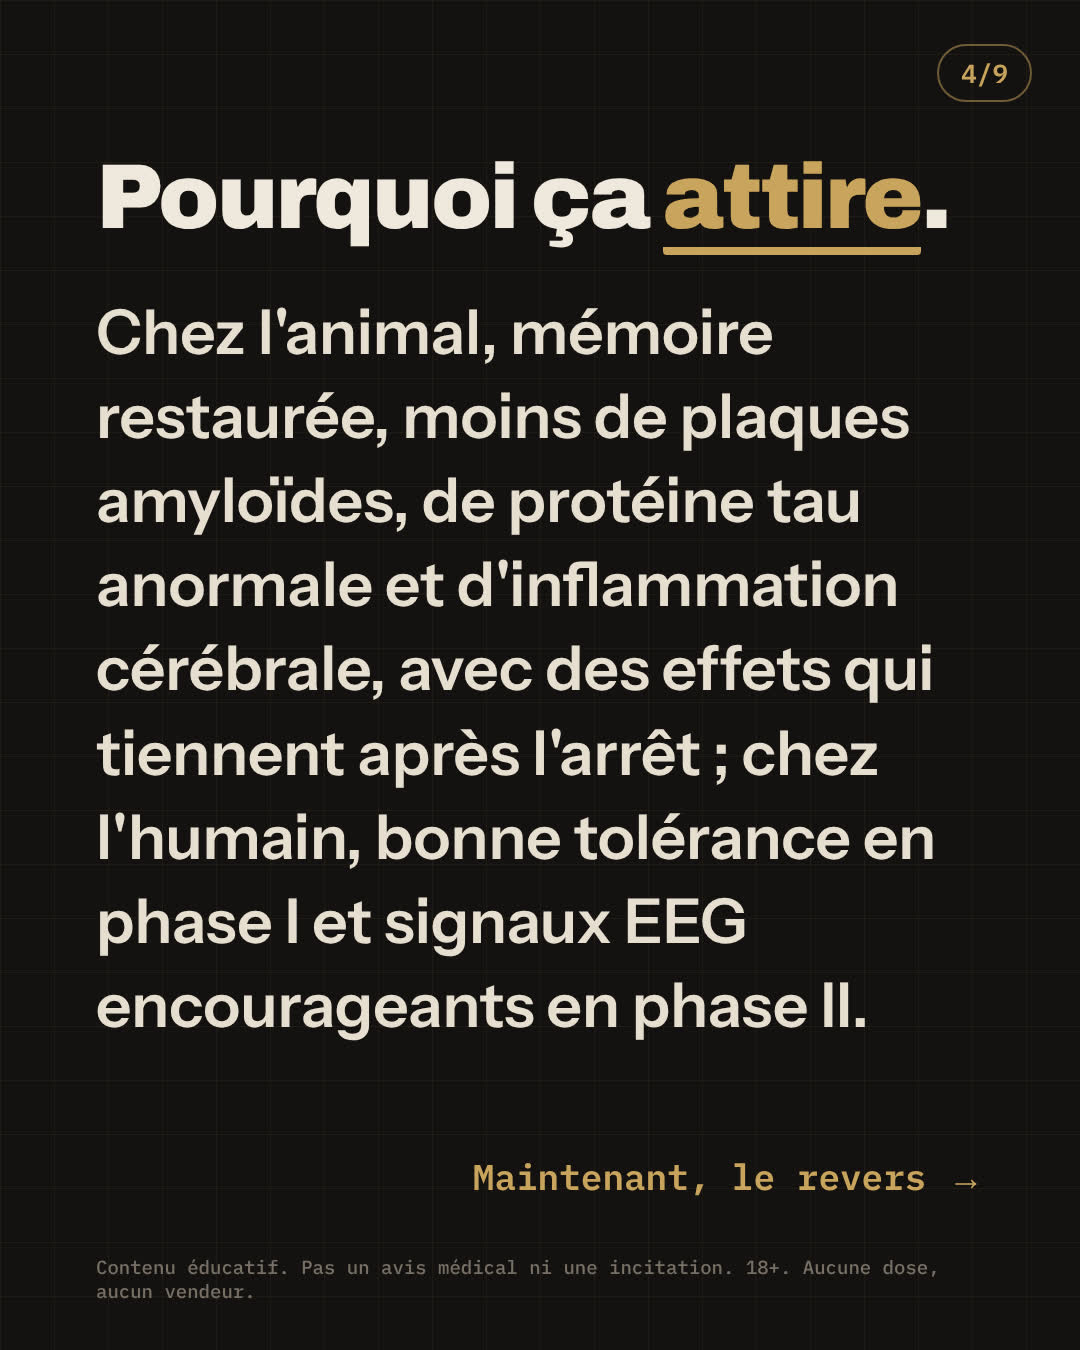 4/9
Pourquoi ça attire.
Chez l'animal, mémoire
restaurée, moins de plaques
amyloïdes, de protéine tau
anormale et d'inflammation
cérébrale, avec des effets qui
tiennent après l'arrêt ; chez
l'humain, bonne tolérance en
phase I et signaux EEG
encourageants en phase II.
Maintenant, le revers →
Contenu éducatif. Pas un avis médical ni une incitation. 18+. Aucune dose,
aucun vendeur.